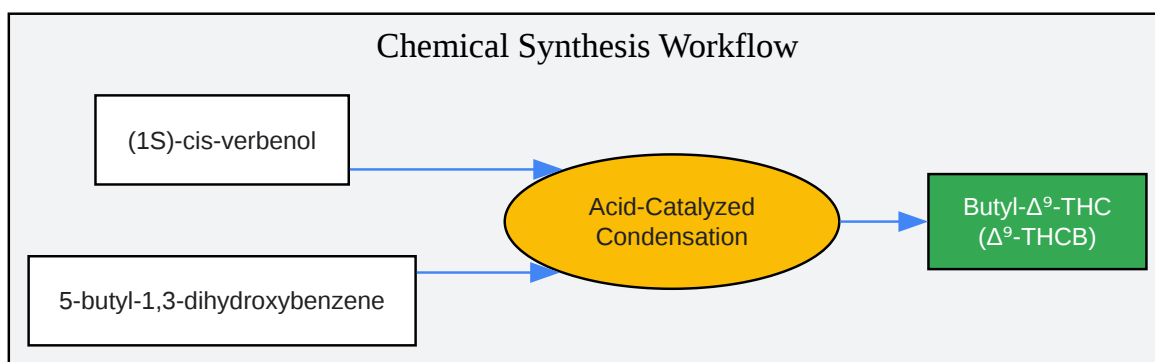 Chemical Synthesis Workflow
(1S)-cis-verbenol
5-butyl-1,3-dihydroxybenzene
Acid-Catalyzed
Condensation
Butyl-Δ⁹-THC
(Δ⁹-THCB)